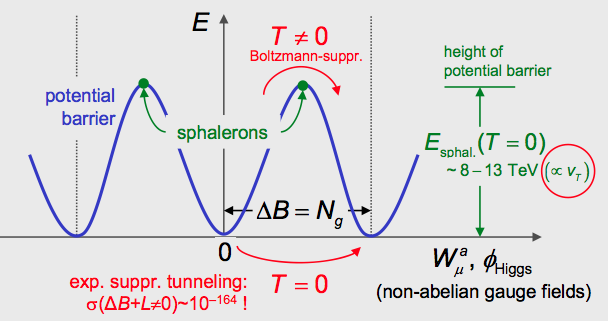 E
T ≠ 0
Boltzmann-suppr.
height of
potential barrier
potential
barrier
sphalerons
E_sphal.(T = 0)
~ 8 – 13 TeV (∝ v_T)
ΔB = N_g
0
W_μ^a, ϕ_Higgs
(non-abelian gauge fields)
exp. suppr. tunneling:
σ(ΔB+L≠0)~10^−164 !
T = 0